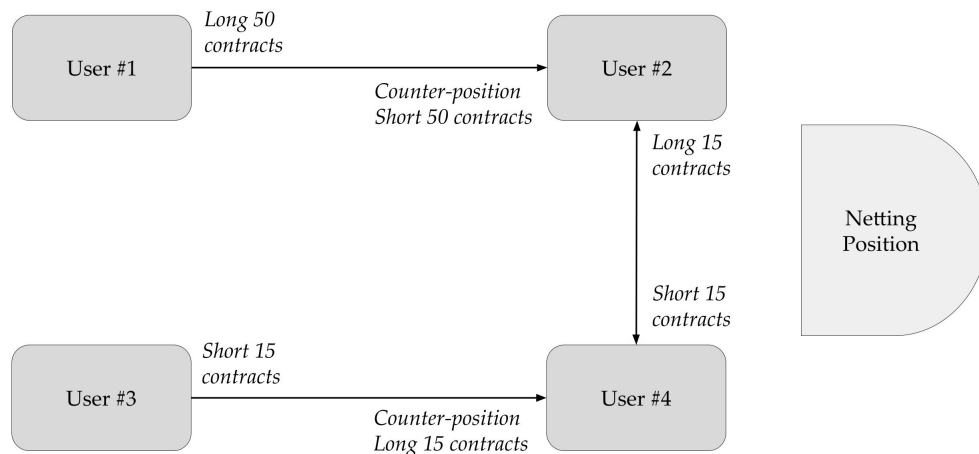 Long 50
contracts
User #1
User #2
Counter-position
Short 50 contracts
Long 15
contracts
Netting
Position
Short 15
contracts
Short 15
contracts
User #3
User #4
Counter-position
Long 15 contracts